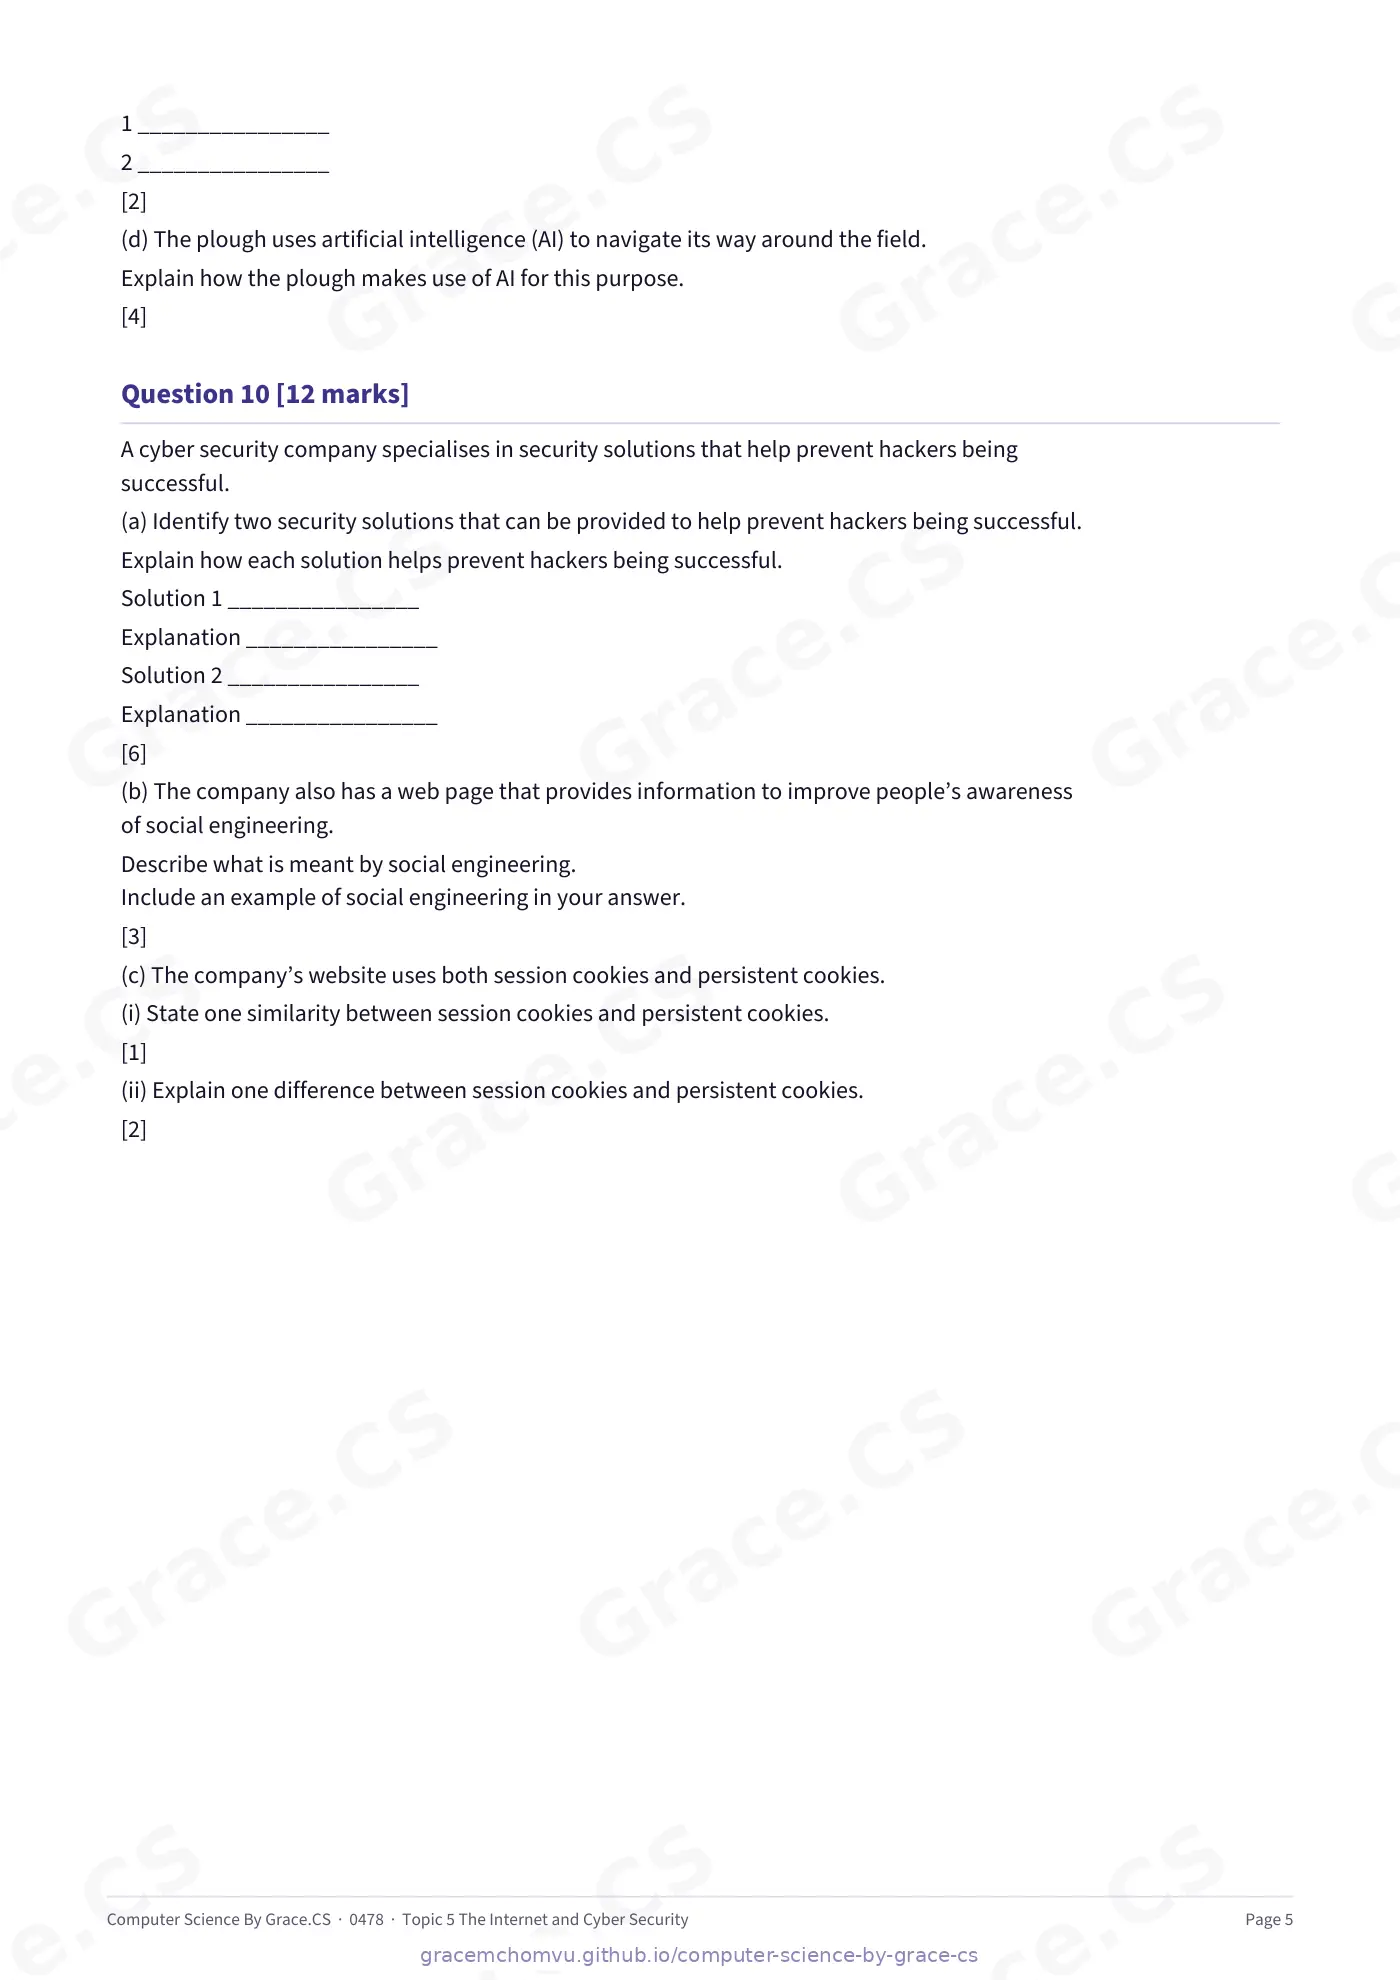 1 ________________
2 ________________
[2]
(d) The plough uses artificial intelligence (AI) to navigate its way around the field.
Explain how the plough makes use of AI for this purpose.
[4]
Question 10 [12 marks]
A cyber security company specialises in security solutions that help prevent hackers being
successful.
(a) Identify two security solutions that can be provided to help prevent hackers being successful.
Explain how each solution helps prevent hackers being successful.
Solution 1 ________________
Explanation ________________
Solution 2 ________________
Explanation ________________
[6]
(b) The company also has a web page that provides information to improve people’s awareness
of social engineering.
Describe what is meant by social engineering.
Include an example of social engineering in your answer.
[3]
(c) The company’s website uses both session cookies and persistent cookies.
(i) State one similarity between session cookies and persistent cookies.
[1]
(ii) Explain one difference between session cookies and persistent cookies.
[2]
Computer Science By Grace.CS · 0478 · Topic 5 The Internet and Cyber Security Page 5
gracemchomvu.github.io/computer-science-by-grace-cs